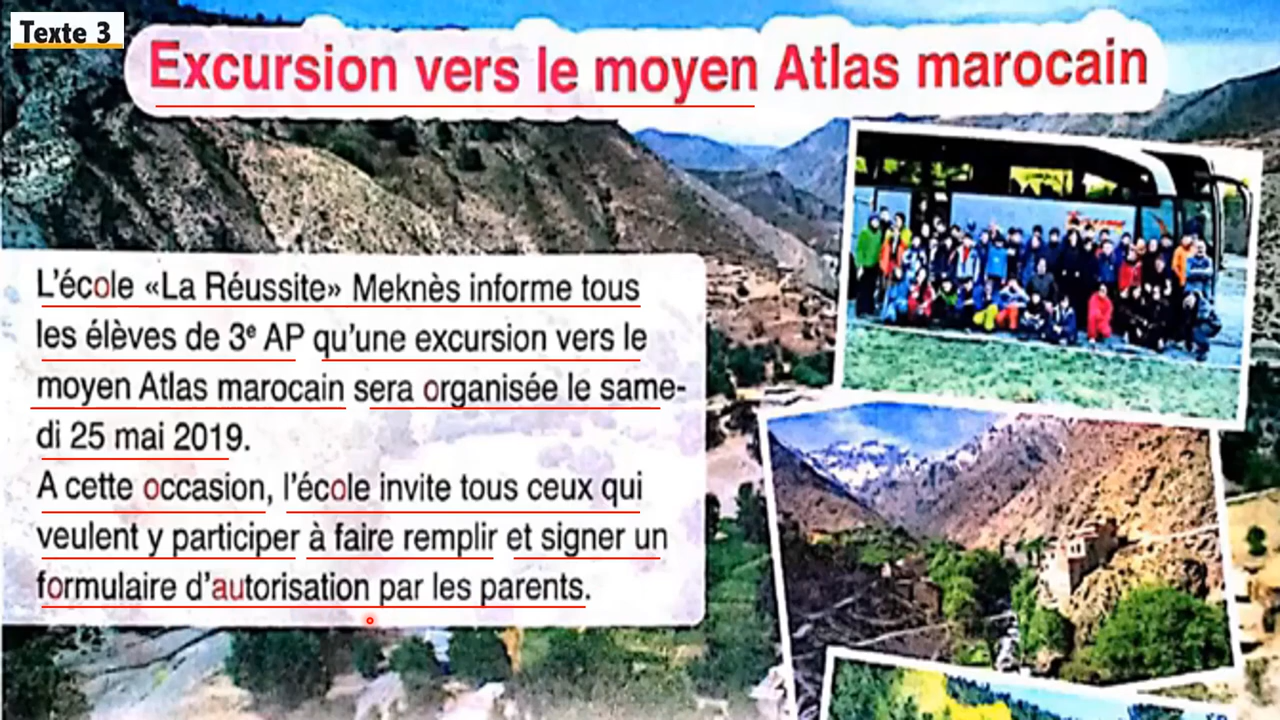 Texte 3
Excursion vers le moyen Atlas marocain
L'école «La Réussite» Meknès informe tous
les élèves de 3e AP qu'une excursion vers le
moyen Atlas marocain sera organisée le same-
di 25 mai 2019.
A cette occasion, l'école invite tous ceux qui
veulent y participer à faire remplir et signer un
formulaire d'autorisation par les parents.